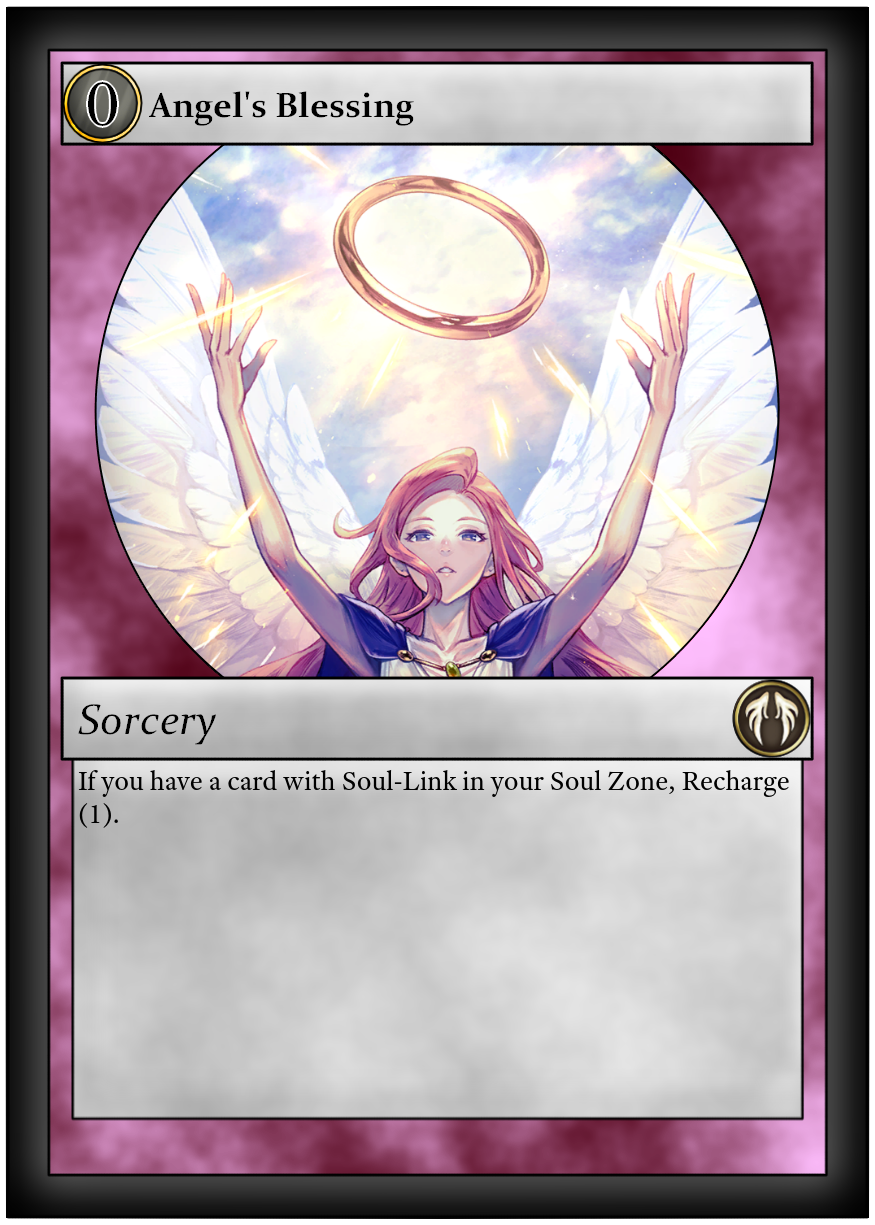 0
Angel's Blessing
Sorcery
If you have a card with Soul-Link in your Soul Zone, Recharge
(1).